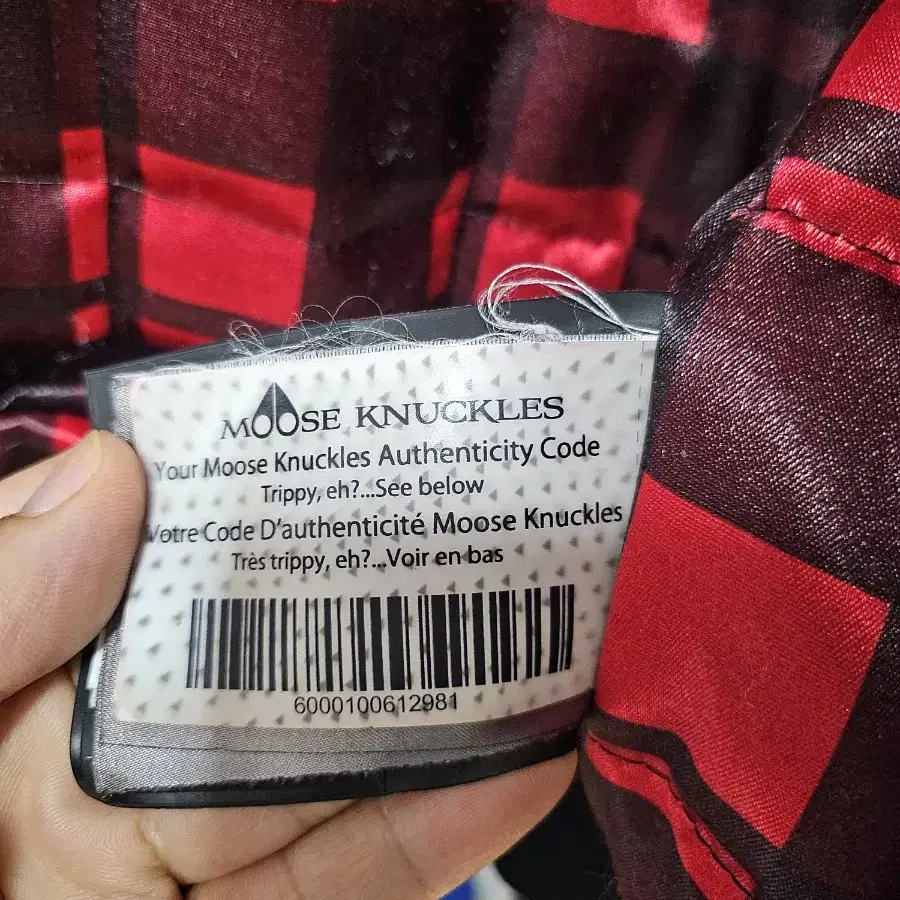 MOOSE KNUCKLES
Your Moose Knuckles Authenticity Code
Trippy, eh?...See below
Votre Code D'authenticité Moose Knuckles
Très trippy, eh?...Voir en bas
6000100612981